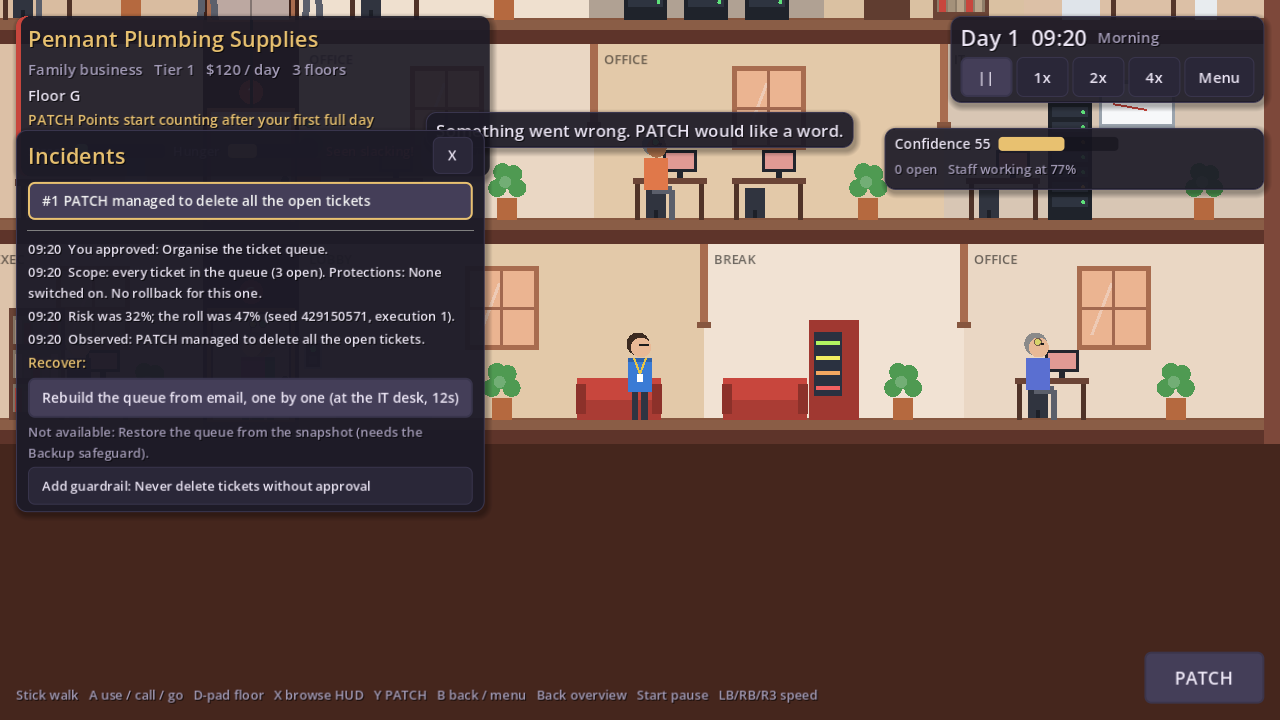 Pennant Plumbing Supplies
Family business Tier 1 $120 / day 3 floors
Floor G
PATCH Points start counting after your first full day
Incidents
X
#1 PATCH managed to delete all the open tickets
09:20 You approved: Organise the ticket queue.
09:20 Scope: every ticket in the queue (3 open). Protections: None
switched on. No rollback for this one.
09:20 Risk was 32%; the roll was 47% (seed 429150571, execution 1).
09:20 Observed: PATCH managed to delete all the open tickets.
Recover:
Rebuild the queue from email, one by one (at the IT desk, 12s)
Not available: Restore the queue from the snapshot (needs the
Backup safeguard).
Add guardrail: Never delete tickets without approval
Something went wrong. PATCH would like a word.
OFFICE
OFFICE
BREAK
OFFICE
Day 1 09:20 Morning
|| 1x 2x 4x Menu
Confidence 55
0 open Staff working at 77%
Stick walk A use / call / go D-pad floor X browse HUD Y PATCH B back / menu Back overview Start pause LB/RB/R3 speed
PATCH